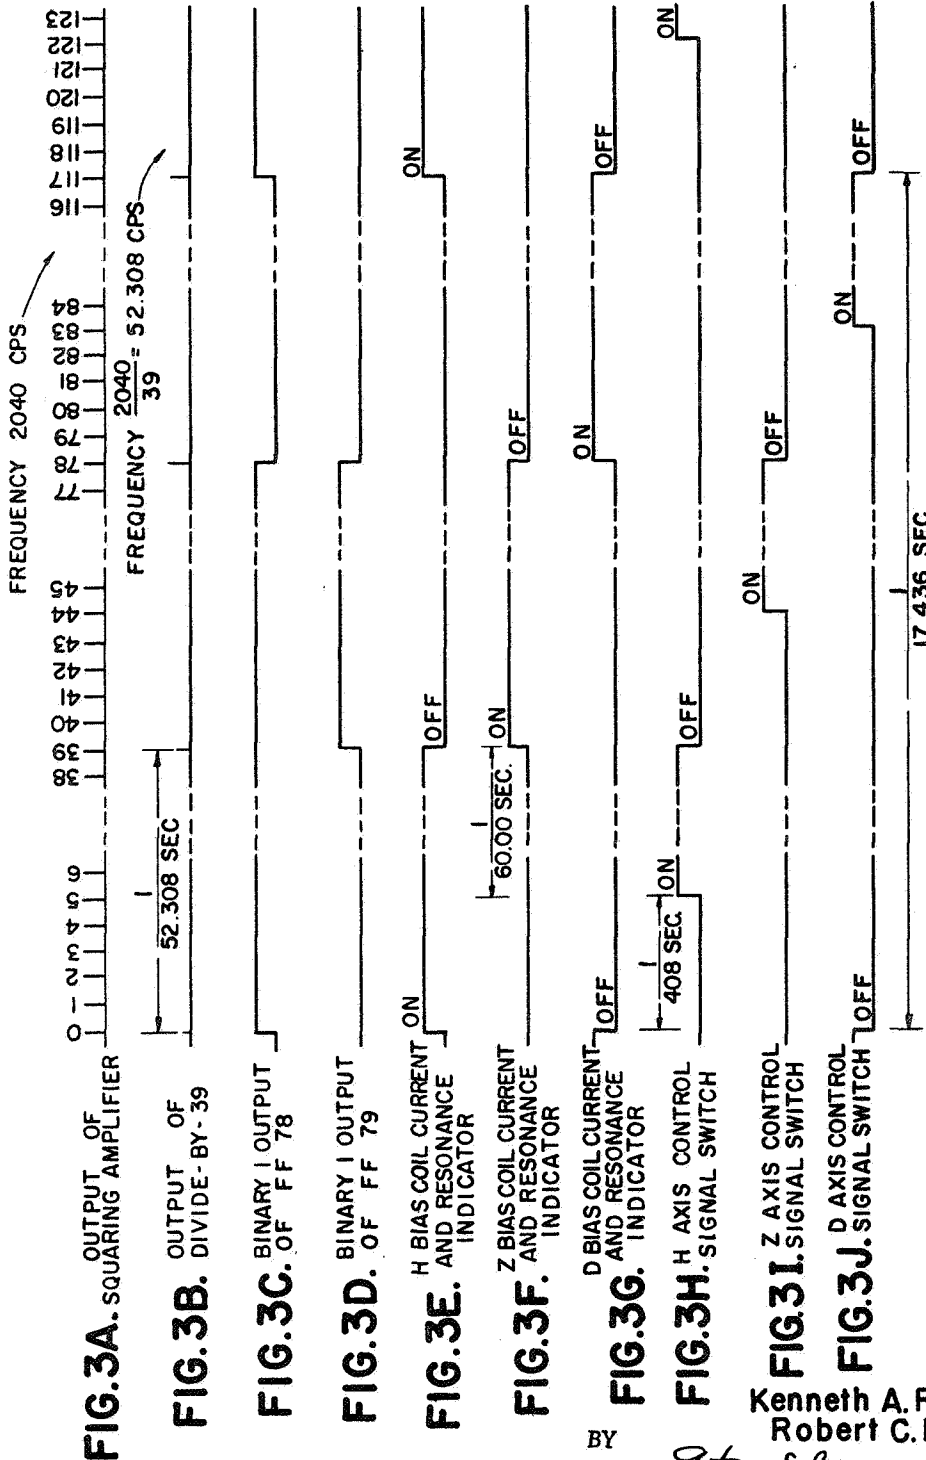 FREQUENCY 2040 CPS
0 1 2 3 4 5 6 38 39 40 41 42 43 44 45 77 78 79 80 81 82 83 84 116 117 118 119 120 121 122 123
FIG.3A. OUTPUT OF
SQUARING AMPLIFIER
FREQUENCY 2040/39 = 52.308 CPS
1/52.308 SEC
FIG.3B. OUTPUT OF
DIVIDE-BY-39
FIG.3C. BINARY 1 OUTPUT
OF FF 78
FIG.3D. BINARY 1 OUTPUT
OF FF 79
FIG.3E. H BIAS COIL CURRENT
AND RESONANCE
INDICATOR
ON OFF ON
FIG.3F. Z BIAS COIL CURRENT
AND RESONANCE
INDICATOR
1/60.00 SEC.
ON OFF
FIG.3G. D BIAS COIL CURRENT
AND RESONANCE
INDICATOR
OFF ON OFF
FIG.3H. H AXIS CONTROL
SIGNAL SWITCH
1/408 SEC.
ON OFF ON
FIG.3I. Z AXIS CONTROL
SIGNAL SWITCH
ON OFF
FIG.3J. D AXIS CONTROL
SIGNAL SWITCH
OFF ON OFF
1/17.436 SEC
Kenneth A.
Robert C.
BY